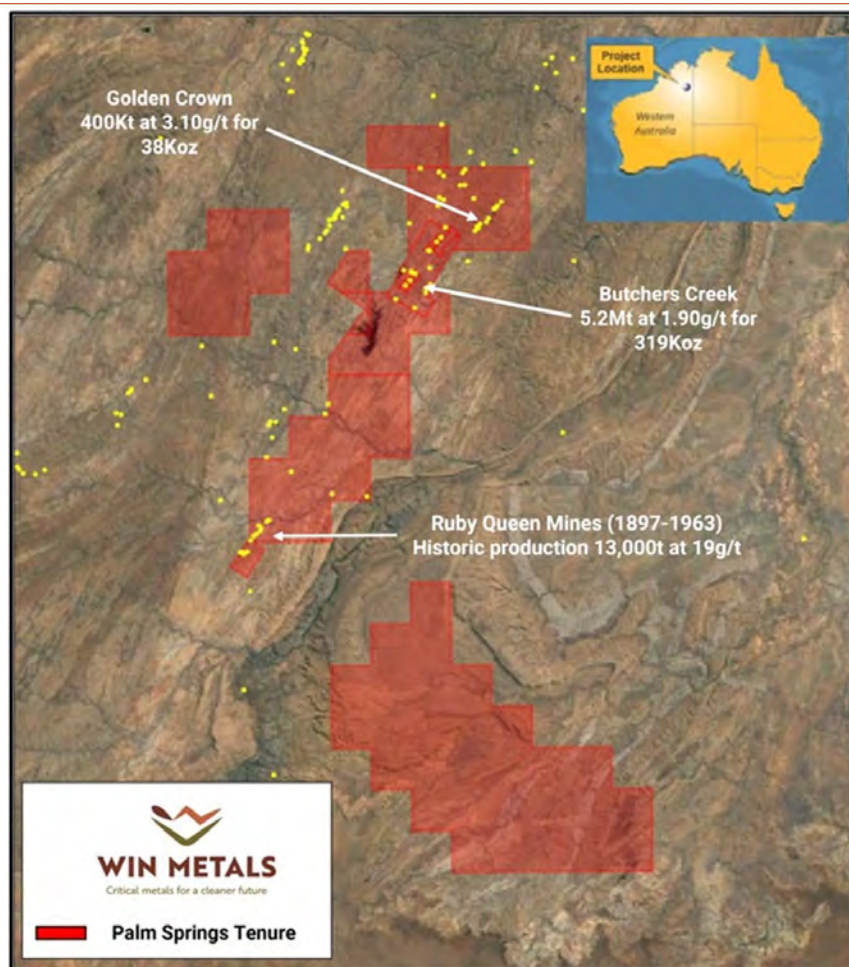 Golden Crown
400Kt at 3.10g/t for
38Koz
Project
Location
Western
Australia
Butchers Creek
5.2Mt at 1.90g/t for
319Koz
Ruby Queen Mines (1897-1963)
Historic production 13,000t at 19g/t
WIN METALS
Critical metals for a cleaner future
Palm Springs Tenure